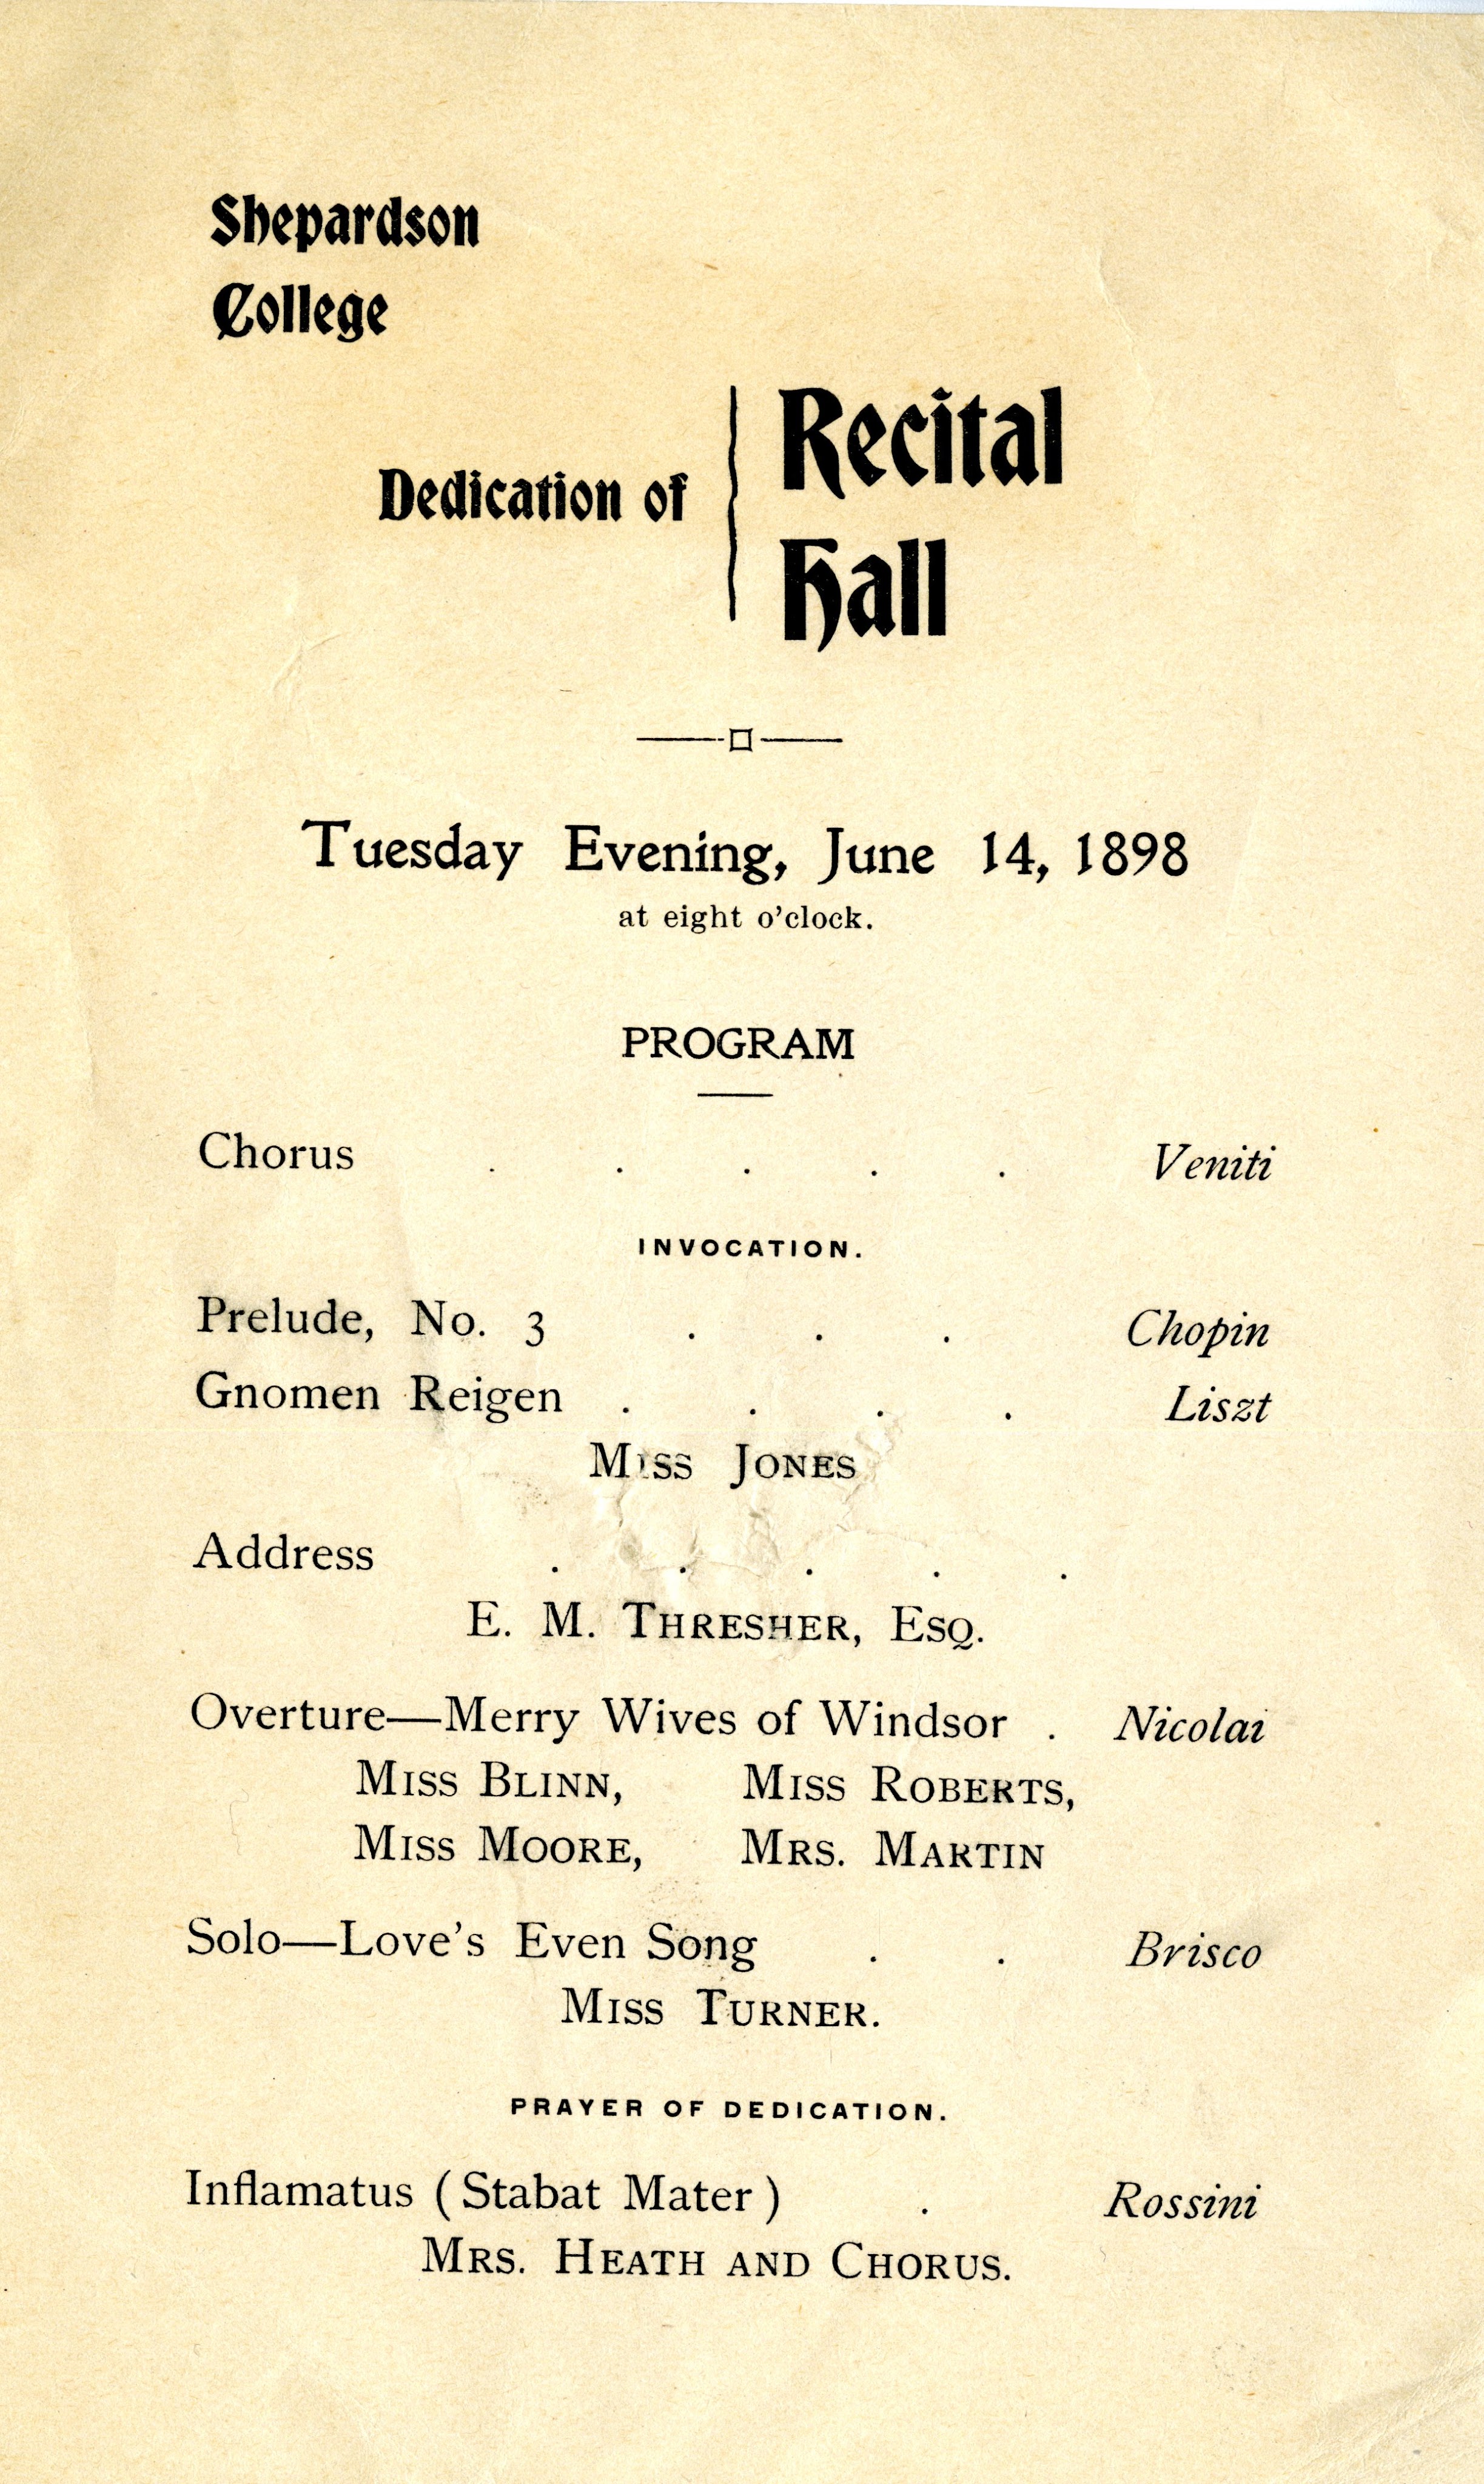 Shepardson
College
Dedication of
Recital
Hall
Tuesday Evening, June 14, 1898
at eight o'clock.
PROGRAM
Chorus . . . . . Veniti
INVOCATION.
Prelude, No. 3 . . . Chopin
Gnomen Reigen . . . . Liszt
MISS JONES
Address . . . . .
E. M. THRESHER, ESQ.
Overture—Merry Wives of Windsor . Nicolai
MISS BLINN, MISS ROBERTS,
MISS MOORE, MRS. MARTIN
Solo—Love's Even Song . . Brisco
MISS TURNER.
PRAYER OF DEDICATION.
Inflamatus (Stabat Mater) . Rossini
MRS. HEATH AND CHORUS.